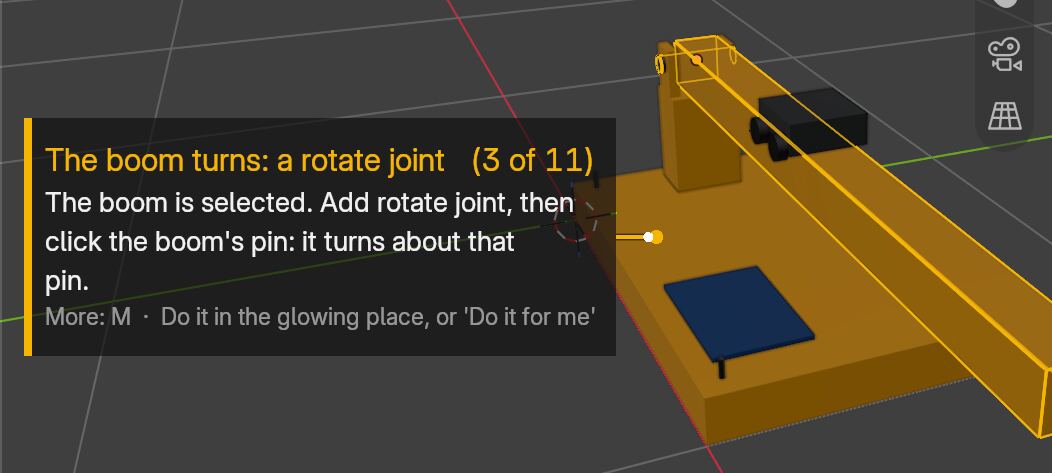 The boom turns: a rotate joint (3 of 11)
The boom is selected. Add rotate joint, then
click the boom's pin: it turns about that
pin.
More: M · Do it in the glowing place, or 'Do it for me'